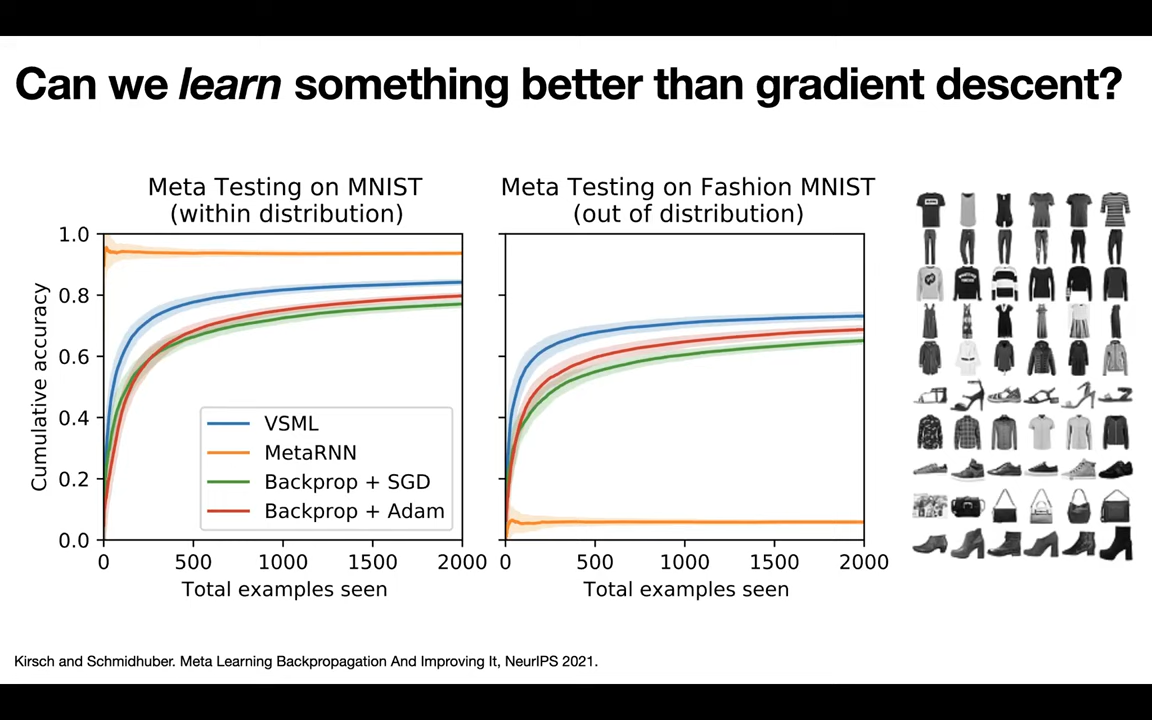 Can we learn something better than gradient descent?
Meta Testing on MNIST
(within distribution)
Meta Testing on Fashion MNIST
(out of distribution)
Cumulative accuracy
1.0
0.8
0.6
0.4
0.2
0.0
VSML
MetaRNN
Backprop + SGD
Backprop + Adam
0 500 1000 1500 2000
0 500 1000 1500 2000
Total examples seen
Total examples seen
Kirsch and Schmidhuber. Meta Learning Backpropagation And Improving It, NeurIPS 2021.